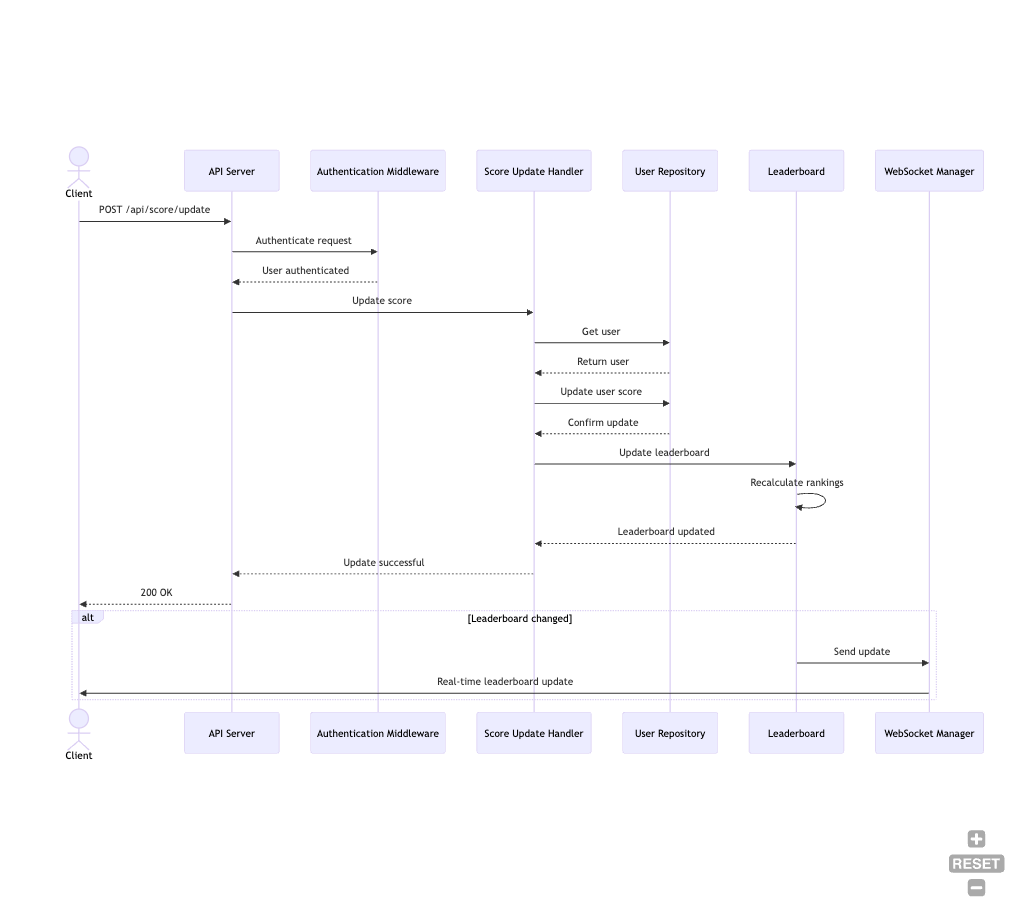 Client
API Server
Authentication Middleware
Score Update Handler
User Repository
Leaderboard
WebSocket Manager
POST /api/score/update
Authenticate request
User authenticated
Update score
Get user
Return user
Update user score
Confirm update
Update leaderboard
Recalculate rankings
Leaderboard updated
Update successful
200 OK
alt
[Leaderboard changed]
Send update
Real-time leaderboard update
Client
API Server
Authentication Middleware
Score Update Handler
User Repository
Leaderboard
WebSocket Manager
RESET